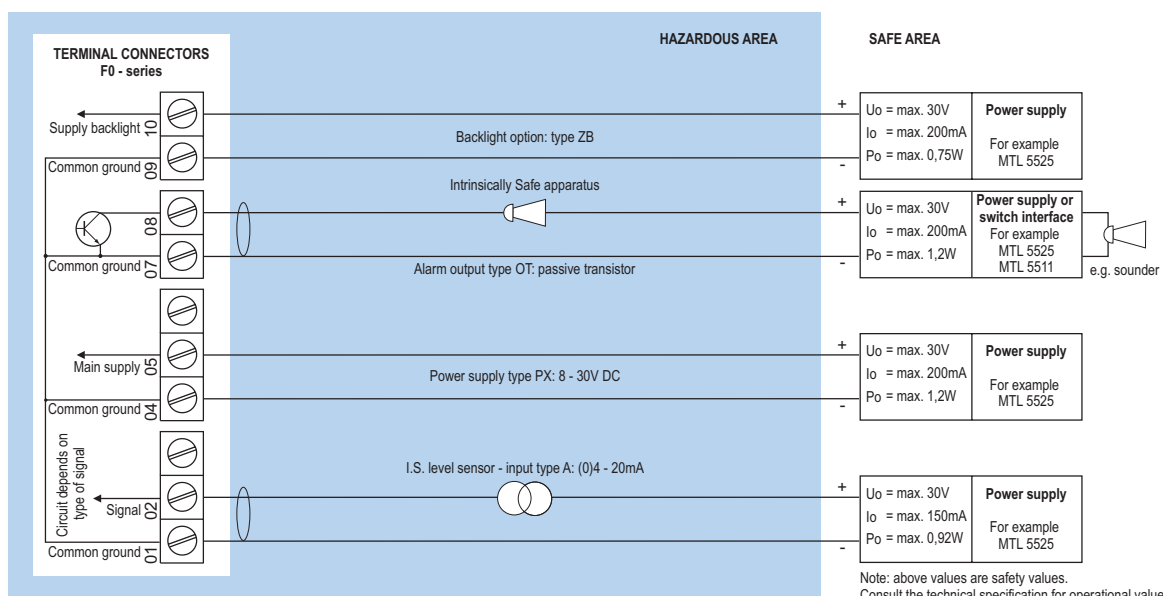 HAZARDOUS AREA
SAFE AREA
TERMINAL CONNECTORS
F0 - series
Supply backlight
10
Common ground
09
Backlight option: type ZB
+
-
Uo = max. 30V
Io = max. 200mA
Po = max. 0,75W
Power supply
For example
MTL 5525
08
Common ground
07
Intrinsically Safe apparatus
Alarm output type OT: passive transistor
+
-
Uo = max. 30V
Io = max. 200mA
Po = max. 1,2W
Power supply or
switch interface
For example
MTL 5525
MTL 5511
e.g. sounder
Main supply
05
Common ground
04
Power supply type PX: 8 - 30V DC
+
-
Uo = max. 30V
Io = max. 200mA
Po = max. 1,2W
Power supply
For example
MTL 5525
Circuit depends on
type of signal
Signal
02
Common ground
01
I.S. level sensor - input type A: (0)4 - 20mA
+
-
Uo = max. 30V
Io = max. 150mA
Po = max. 0,92W
Power supply
For example
MTL 5525
Note: above values are safety values.
Consult the technical specification for operational value